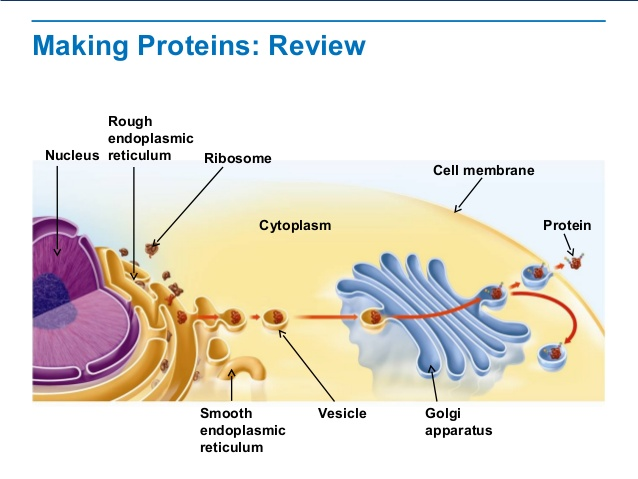 Making Proteins: Review
Rough
endoplasmic
reticulum
Nucleus
Ribosome
Cell membrane
Cytoplasm
Protein
Smooth
endoplasmic
reticulum
Vesicle
Golgi
apparatus